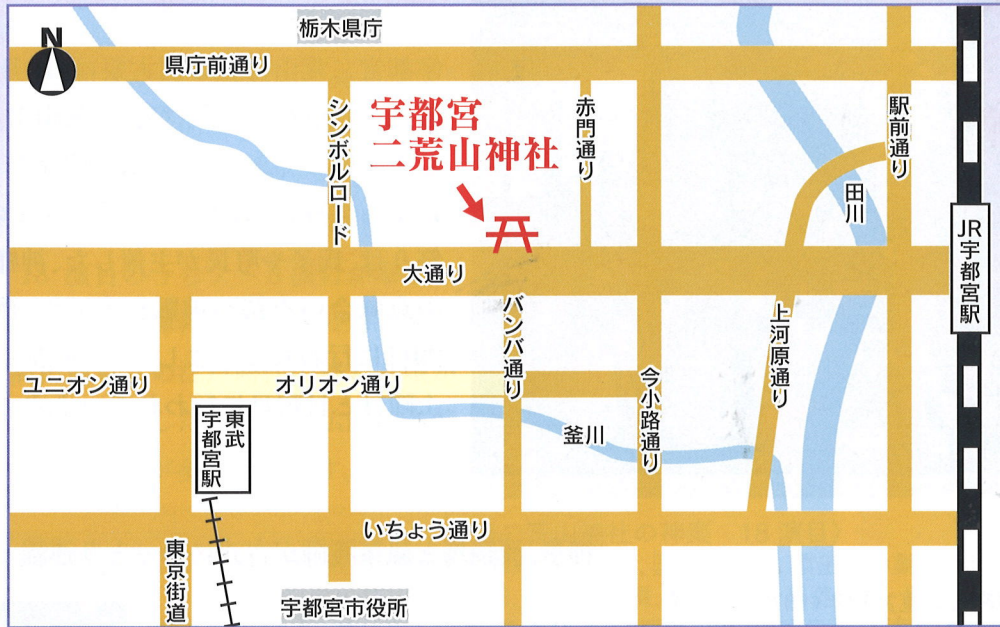 栃木県庁
N
県庁前通り
シンボルロード
宇都宮
二荒山神社
赤門通り
駅前通り
田川
JR宇都宮駅
大通り
バンバ通り
上河原通り
ユニオン通り
オリオン通り
今小路通り
東武
宇都宮駅
釜川
いちょう通り
東京街道
宇都宮市役所